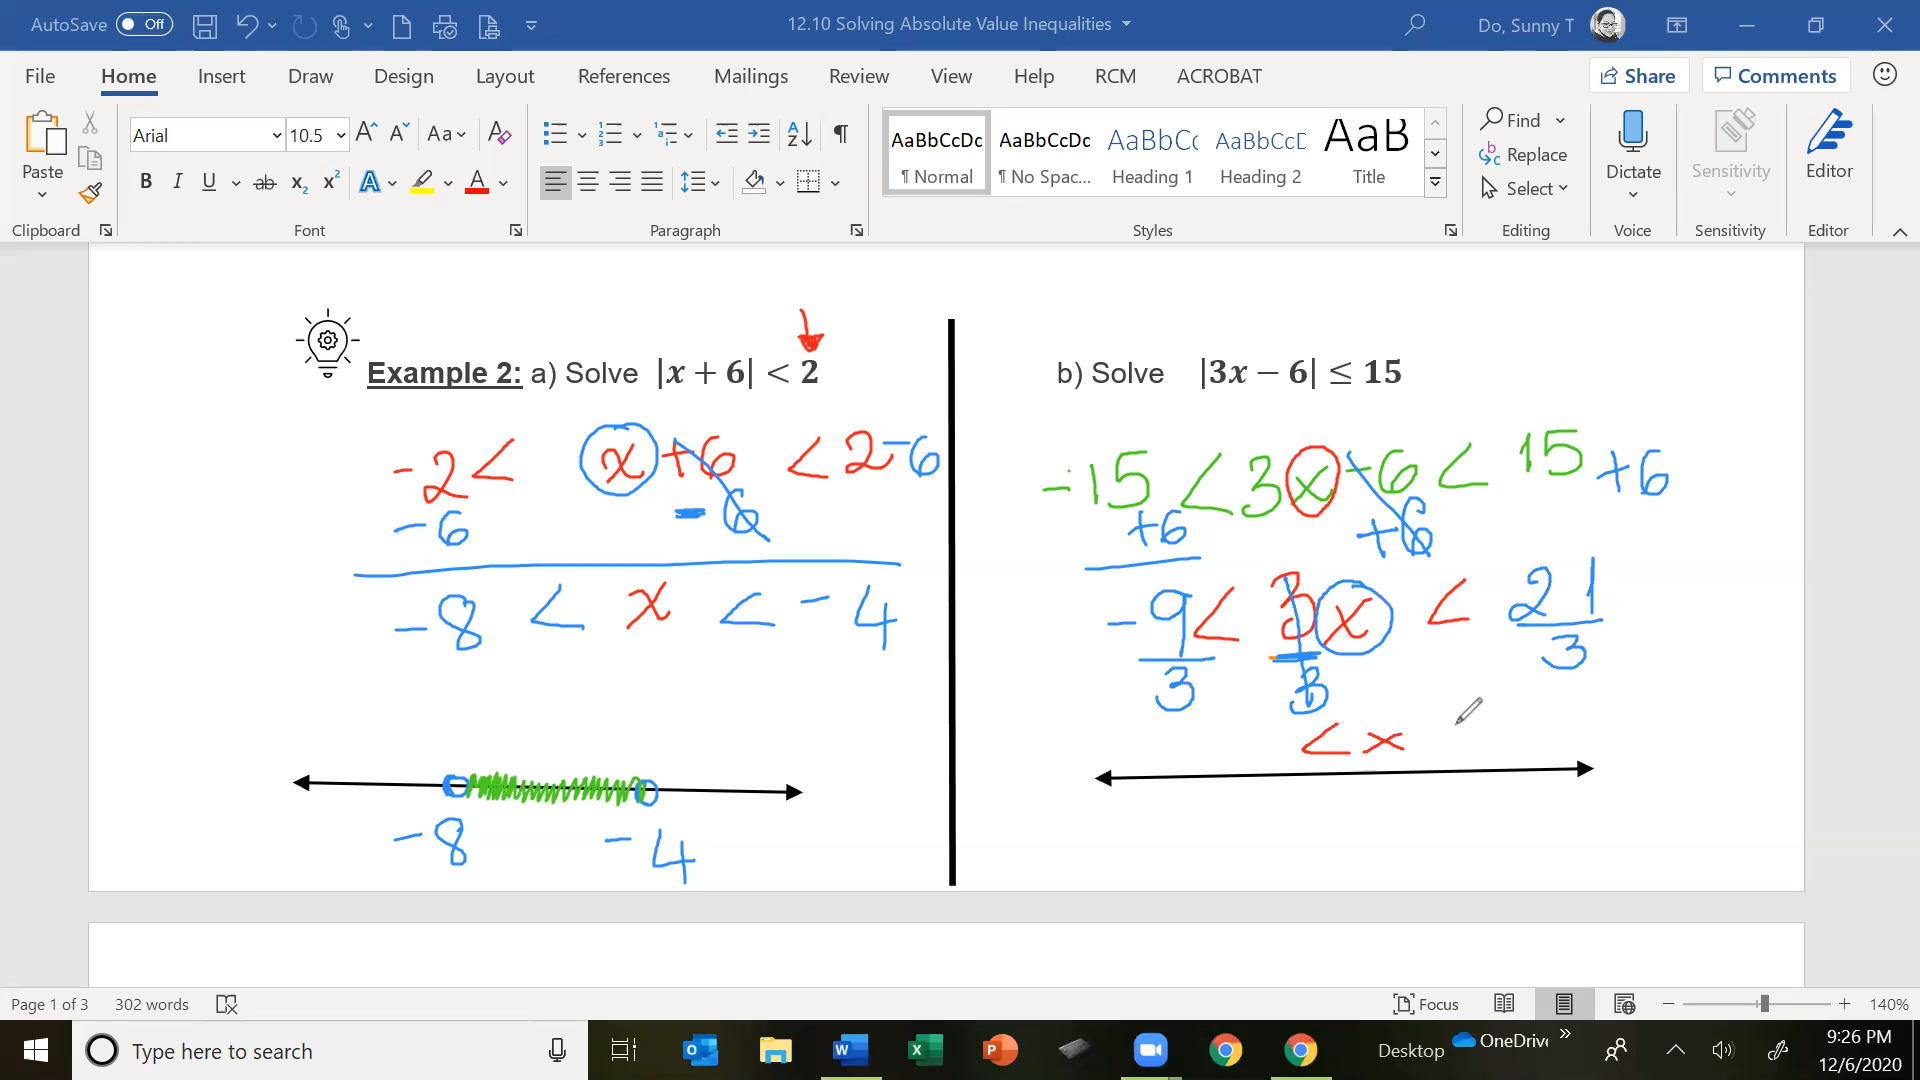 AutoSave Off 12.10 Solving Absolute Value Inequalities Do, Sunny T
File Home Insert Draw Design Layout References Mailings Review View Help RCM ACROBAT Share Comments
Arial 10.5 A^ A˅ Aa AaBbCcDc AaBbCcDc AaBbCc AaBbCcD AaB Find
Paste Replace Dictate Sensitivity Editor
B I U ab x₂ x² A A ¶ Normal ¶ No Spac... Heading 1 Heading 2 Title Select
Clipboard Font Paragraph Styles Editing Voice Sensitivity Editor
Example 2: a) Solve |x + 6| < 2
-2 < x +6 < 2 -6
-6 -6
-8 < x < -4
-8 -4
b) Solve |3x − 6| ≤ 15
-15 < 3x -6 < 15 +6
+6 +6
-9 < 3x < 21
3 3 3
< x
Page 1 of 3 302 words Focus 140%
Type here to search Desktop OneDrive 9:26 PM
12/6/2020